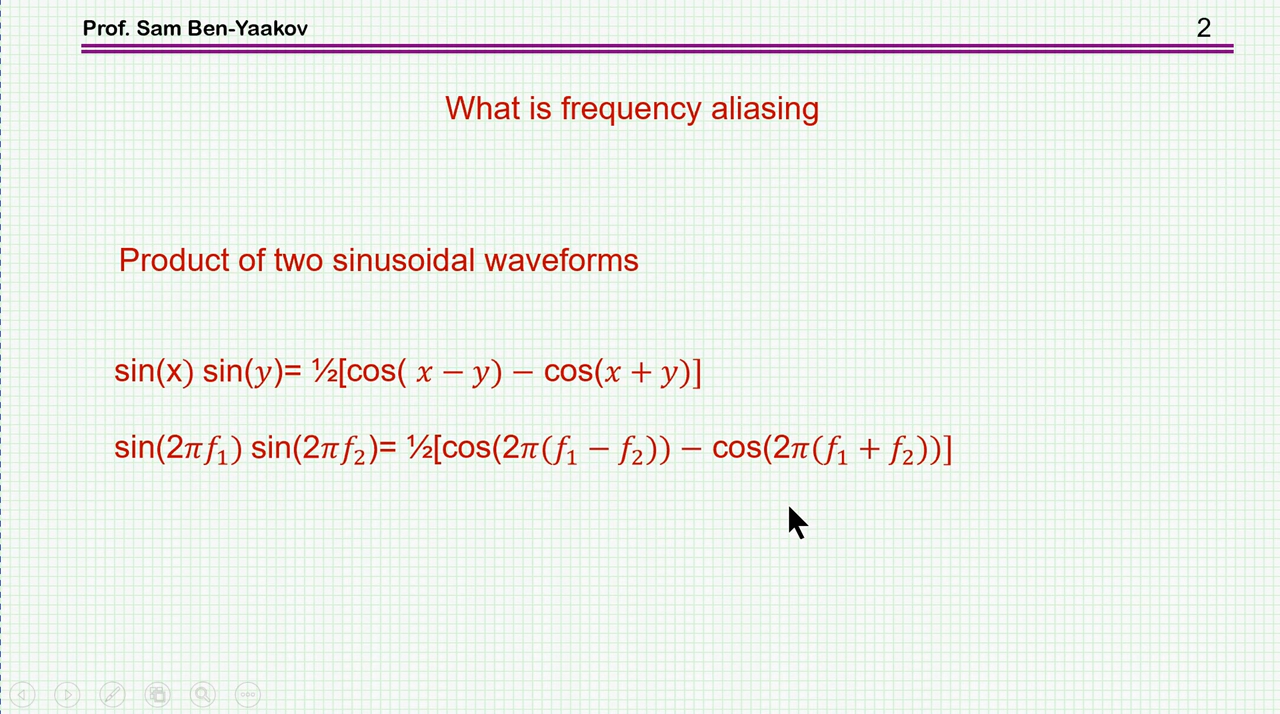 Prof. Sam Ben-Yaakov 2
What is frequency aliasing
Product of two sinusoidal waveforms
sin(x) sin(𝑦)= ½[cos( 𝑥 − 𝑦) − cos(𝑥 + 𝑦)]
sin(2𝜋𝑓₁) sin(2𝜋𝑓₂)= ½[cos(2𝜋(𝑓₁ − 𝑓₂)) − cos(2𝜋(𝑓₁ + 𝑓₂))]